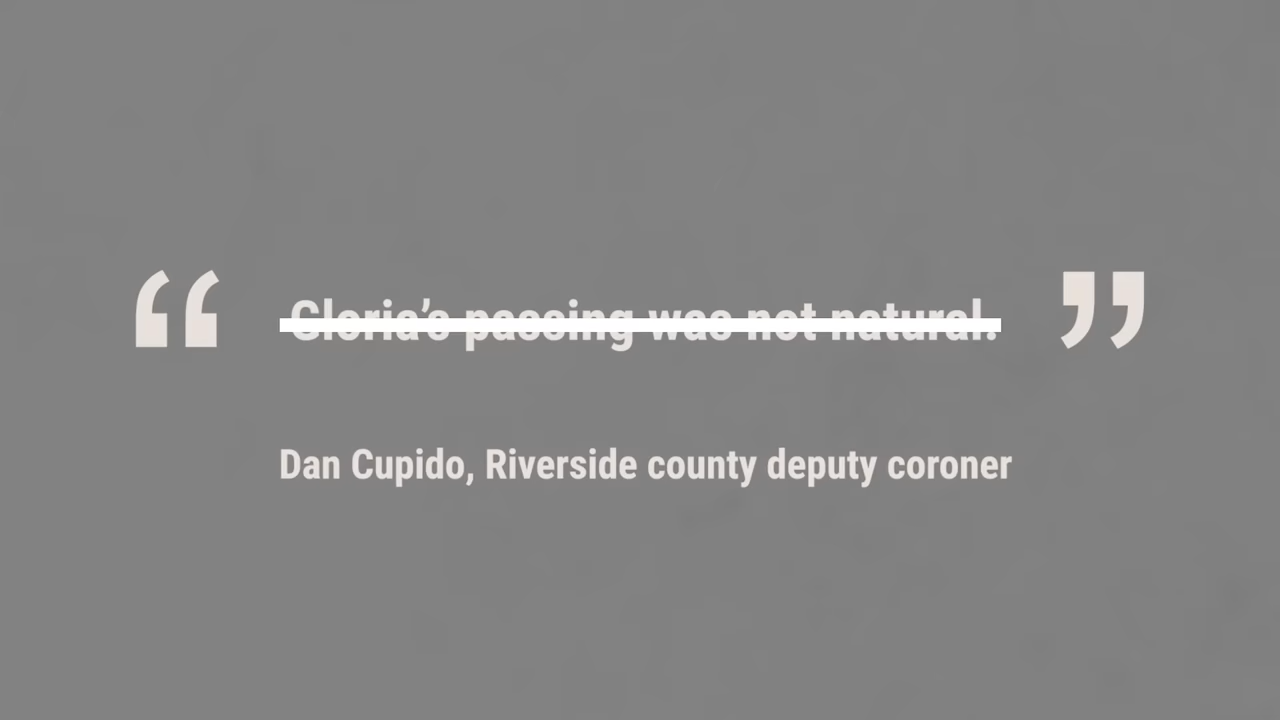 “ Gloria’s passing was not natural. ”
Dan Cupido, Riverside county deputy coroner